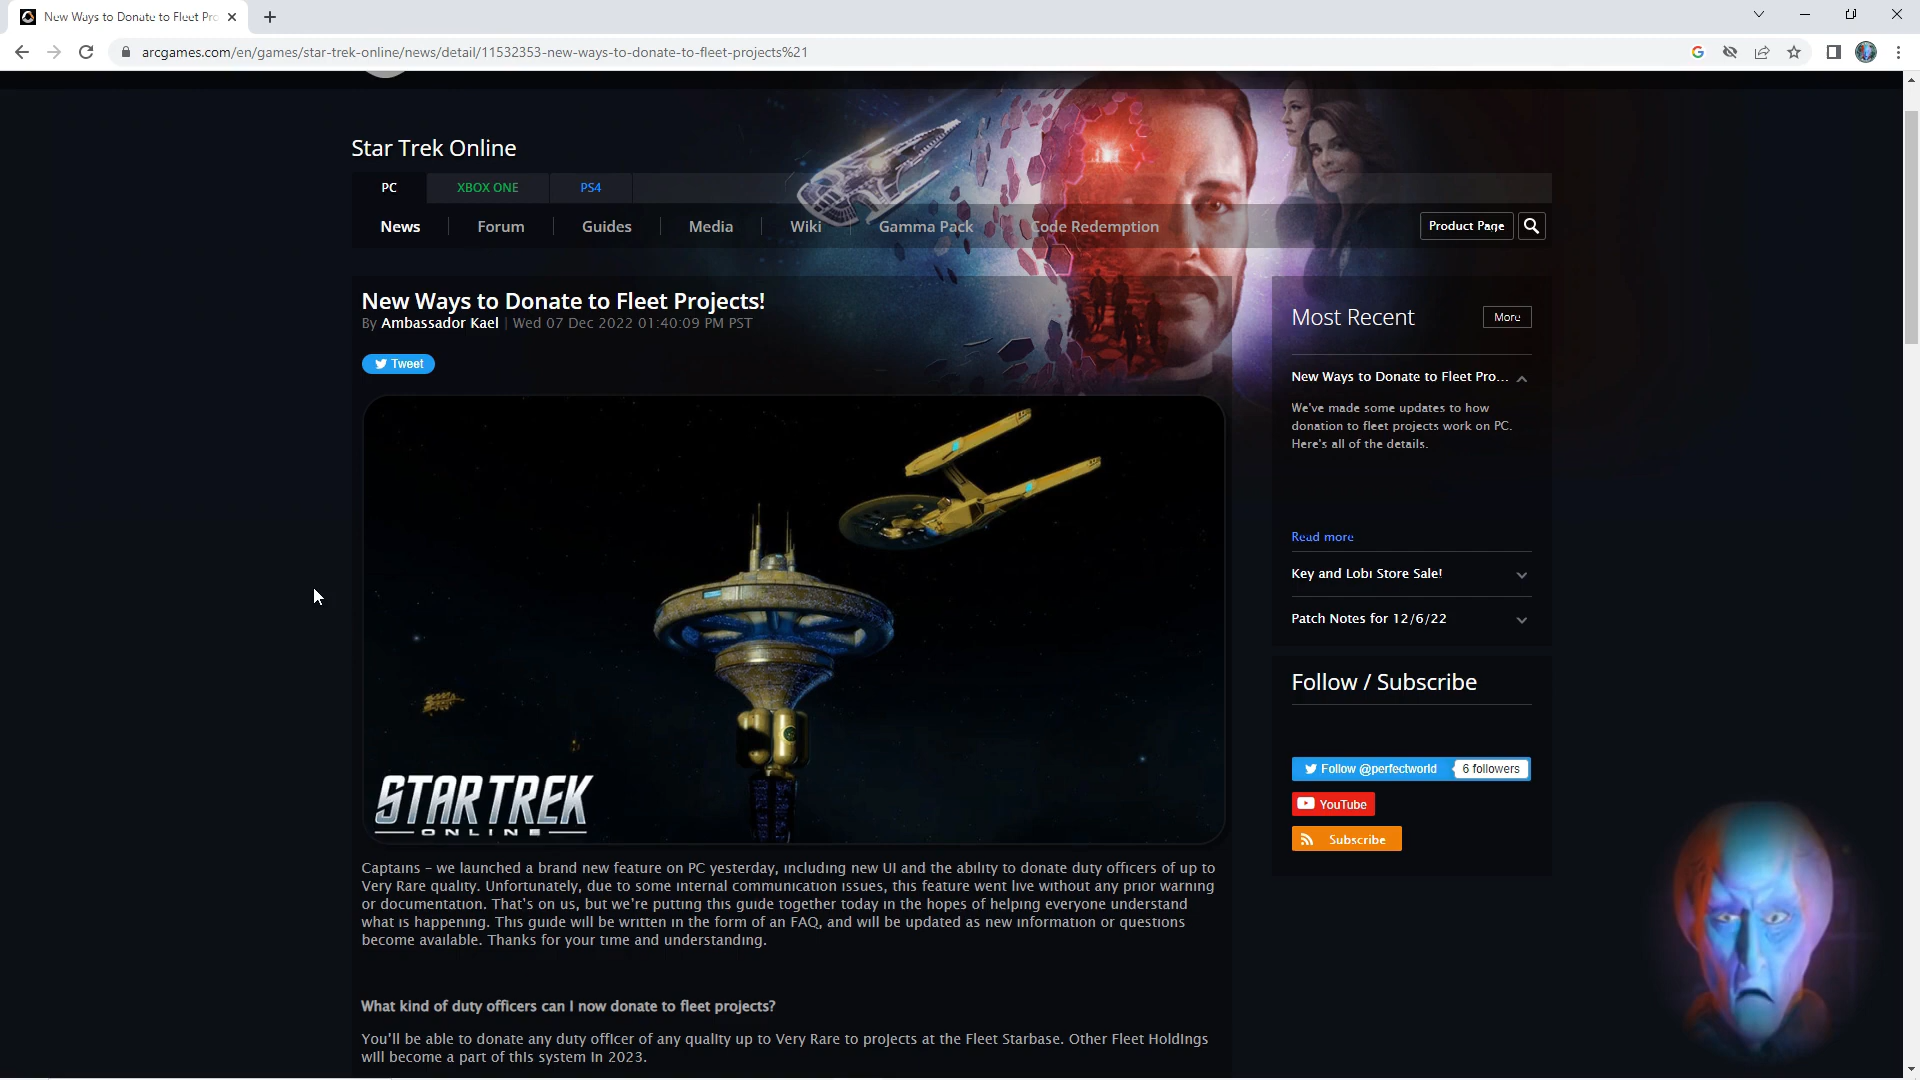 New Ways to Donate to Fleet Pro
arcgames.com/en/games/star-trek-online/news/detail/11532353-new-ways-to-donate-to-fleet-projects%21
Star Trek Online
PC XBOX ONE PS4
News Forum Guides Media Wiki Gamma Pack Code Redemption Product Page
New Ways to Donate to Fleet Projects!
By Ambassador Kael | Wed 07 Dec 2022 01:40:09 PM PST
Tweet
STAR TREK
ONLINE
Captains – we launched a brand new feature on PC yesterday, including new UI and the ability to donate duty officers of up to
Very Rare quality. Unfortunately, due to some internal communication issues, this feature went live without any prior warning
or documentation. That's on us, but we're putting this guide together today in the hopes of helping everyone understand
what is happening. This guide will be written in the form of an FAQ, and will be updated as new information or questions
become available. Thanks for your time and understanding.
What kind of duty officers can I now donate to fleet projects?
You'll be able to donate any duty officer of any quality up to Very Rare to projects at the Fleet Starbase. Other Fleet Holdings
will become a part of this system in 2023.
Most Recent More
New Ways to Donate to Fleet Pro...
We've made some updates to how
donation to fleet projects work on PC.
Here's all of the details.
Read more
Key and Lobi Store Sale!
Patch Notes for 12/6/22
Follow / Subscribe
Follow @perfectworld 6 followers
YouTube
Subscribe